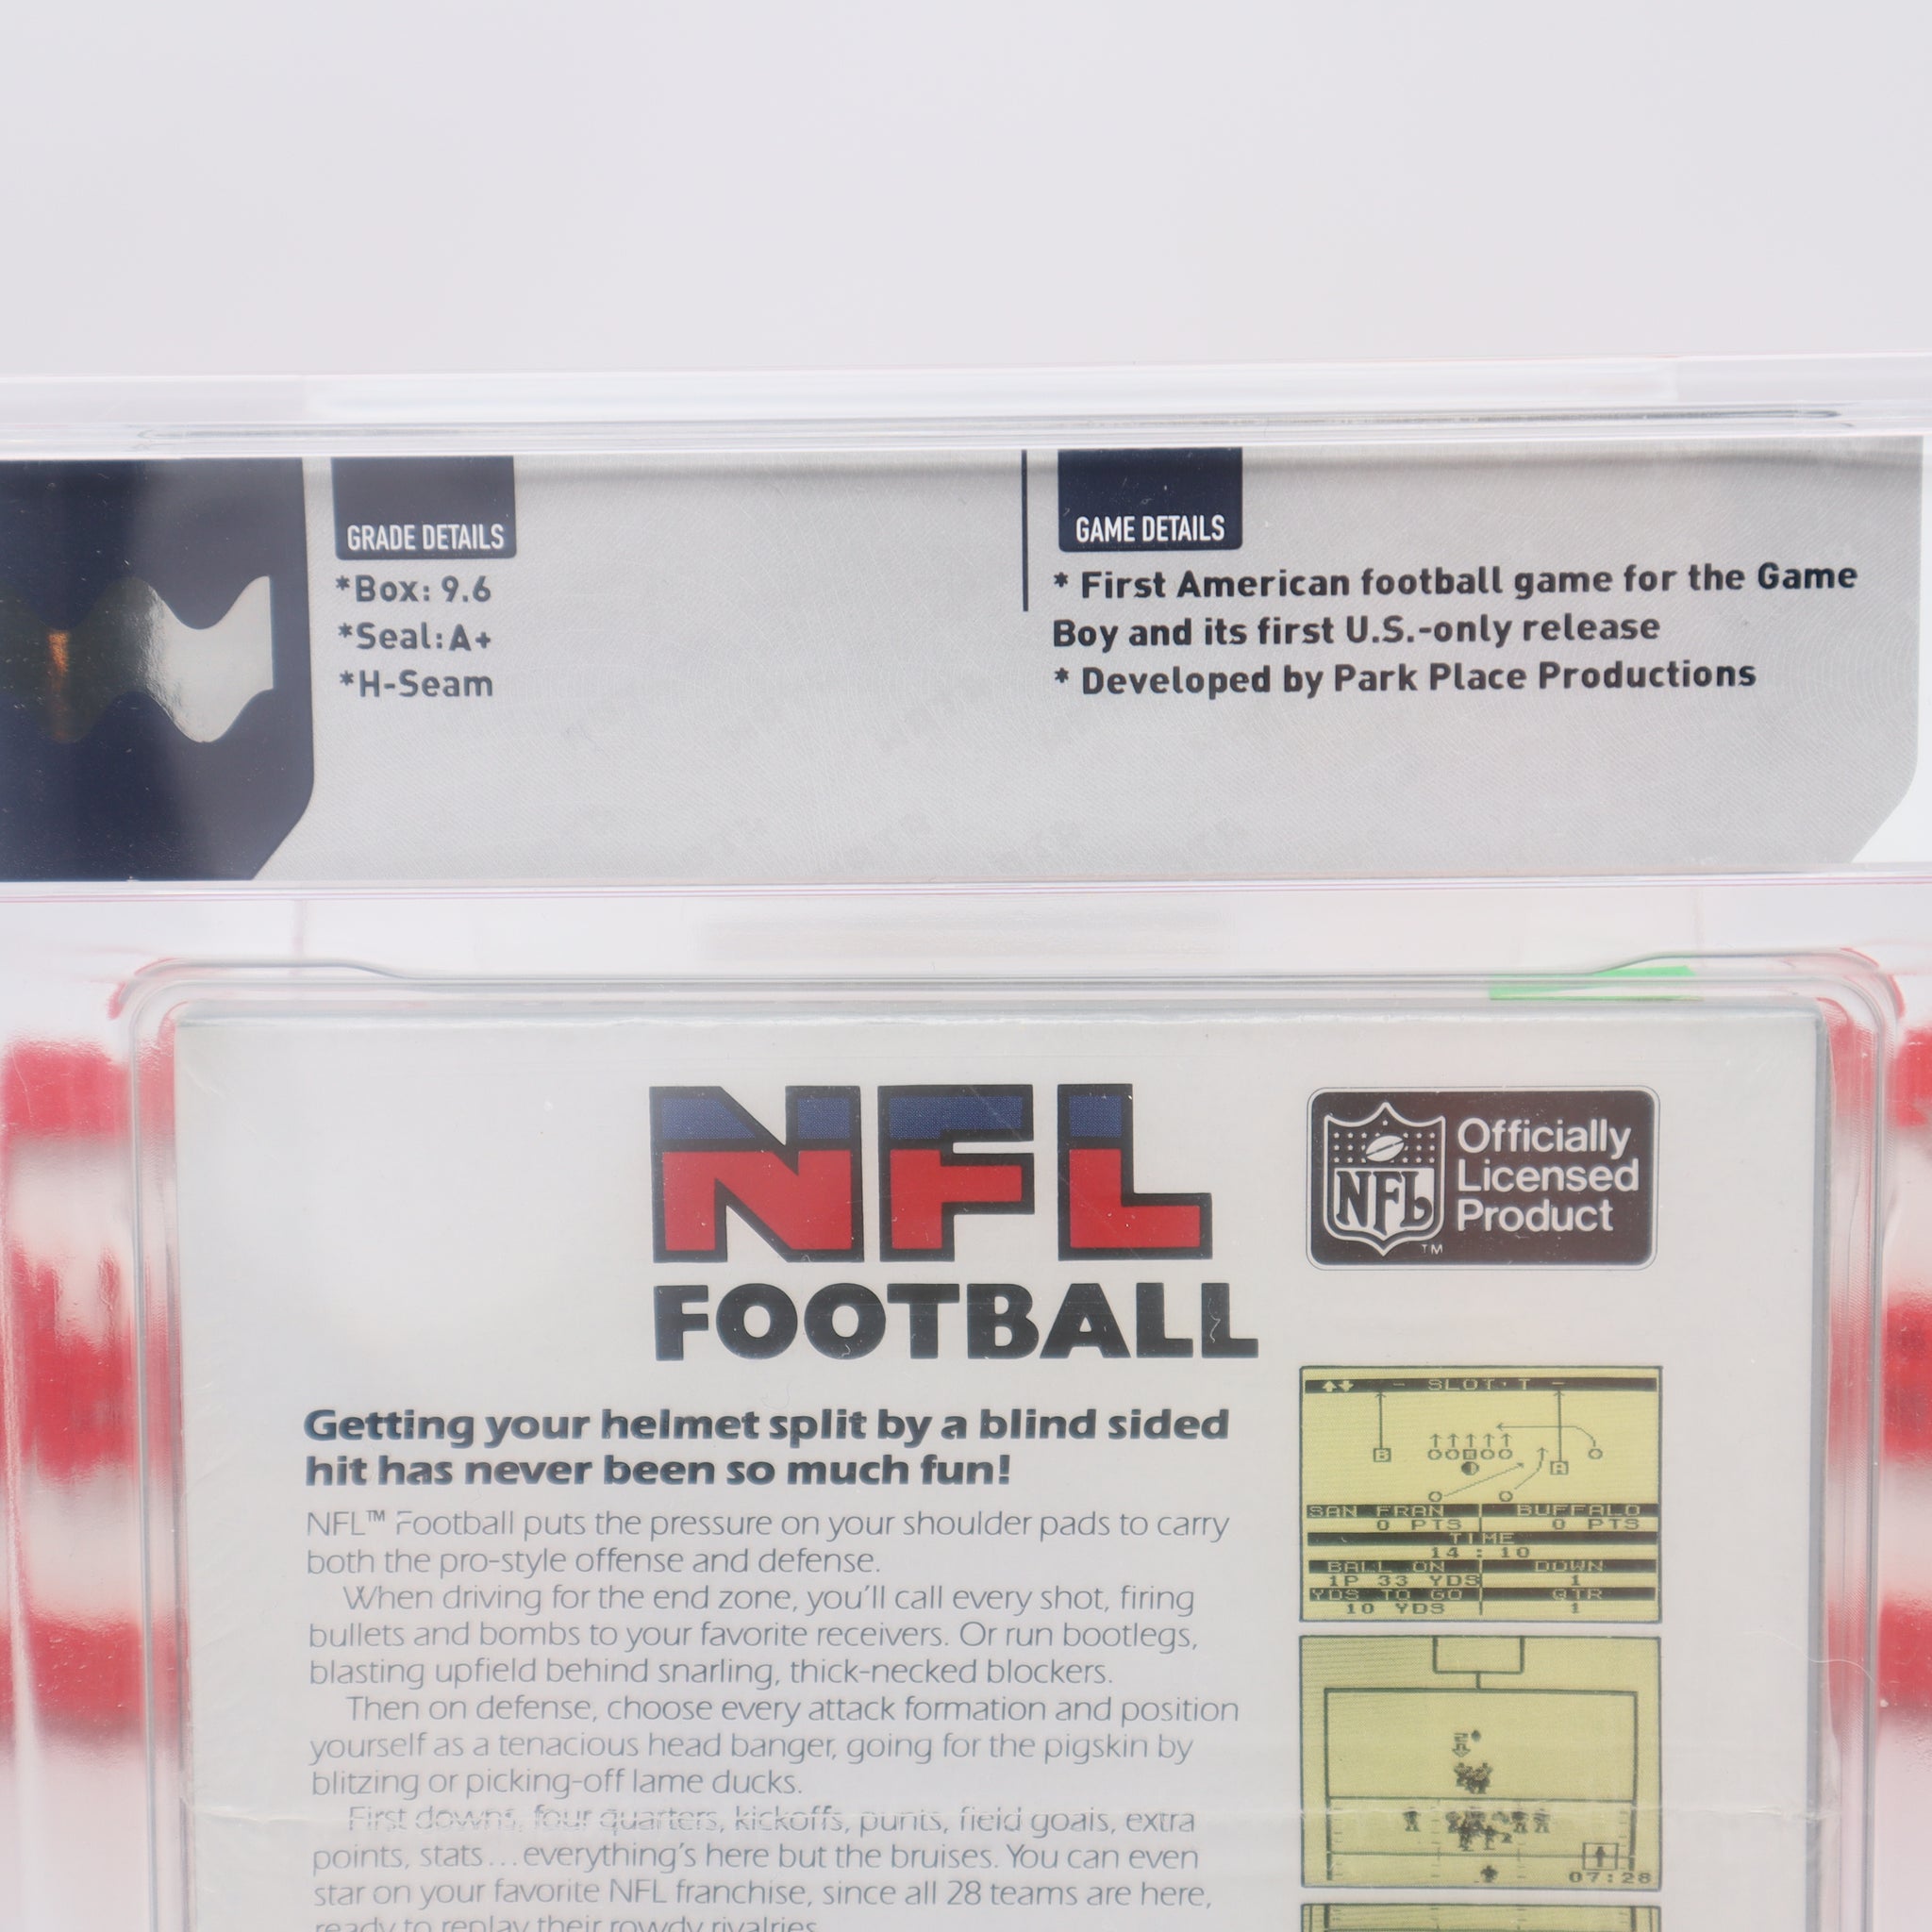 GRADE DETAILS
*Box: 9.6
*Seal:A+
*H-Seam
GAME DETAILS
* First American football game for the Game
Boy and its first U.S.-only release
* Developed by Park Place Productions
NFL
FOOTBALL
NFL
TM
Officially
Licensed
Product
Getting your helmet split by a blind sided
hit has never been so much fun!
NFL™ Football puts the pressure on your shoulder pads to carry
both the pro-style offense and defense.
When driving for the end zone, you'll call every shot, firing
bullets and bombs to your favorite receivers. Or run bootlegs,
blasting upfield behind snarling, thick-necked blockers.
Then on defense, choose every attack formation and position
yourself as a tenacious head banger, going for the pigskin by
blitzing or picking-off lame ducks.
First downs, four quarters, kickoffs, punts, field goals, extra
points, stats...everything's here but the bruises. You can even
star on your favorite NFL franchise, since all 28 teams are here,
ready to replay their rowdy rivalries
- SLOT·T -
B
A
SAN FRAN BUFFALO
0 PTS 0 PTS
TIME
14 : 10
BALL ON DOWN
1P 33 YDS 1
YDS TO GO QTR
10 YDS 1
07:28